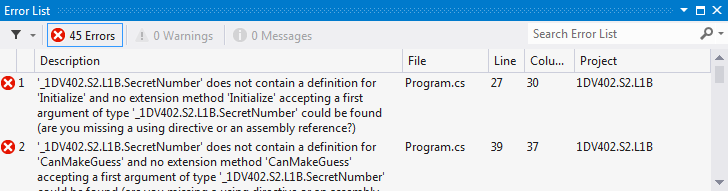 Error List
45 Errors 0 Warnings 0 Messages Search Error List
Description File Line Colu... Project
1 '_1DV402.S2.L1B.SecretNumber' does not contain a definition for Program.cs 27 30 1DV402.S2.L1B
'Initialize' and no extension method 'Initialize' accepting a first
argument of type '_1DV402.S2.L1B.SecretNumber' could be found
(are you missing a using directive or an assembly reference?)
2 '_1DV402.S2.L1B.SecretNumber' does not contain a definition for Program.cs 39 37 1DV402.S2.L1B
'CanMakeGuess' and no extension method 'CanMakeGuess'
accepting a first argument of type '_1DV402.S2.L1B.SecretNumber'
could be found (are you missing a using directive or an assembly